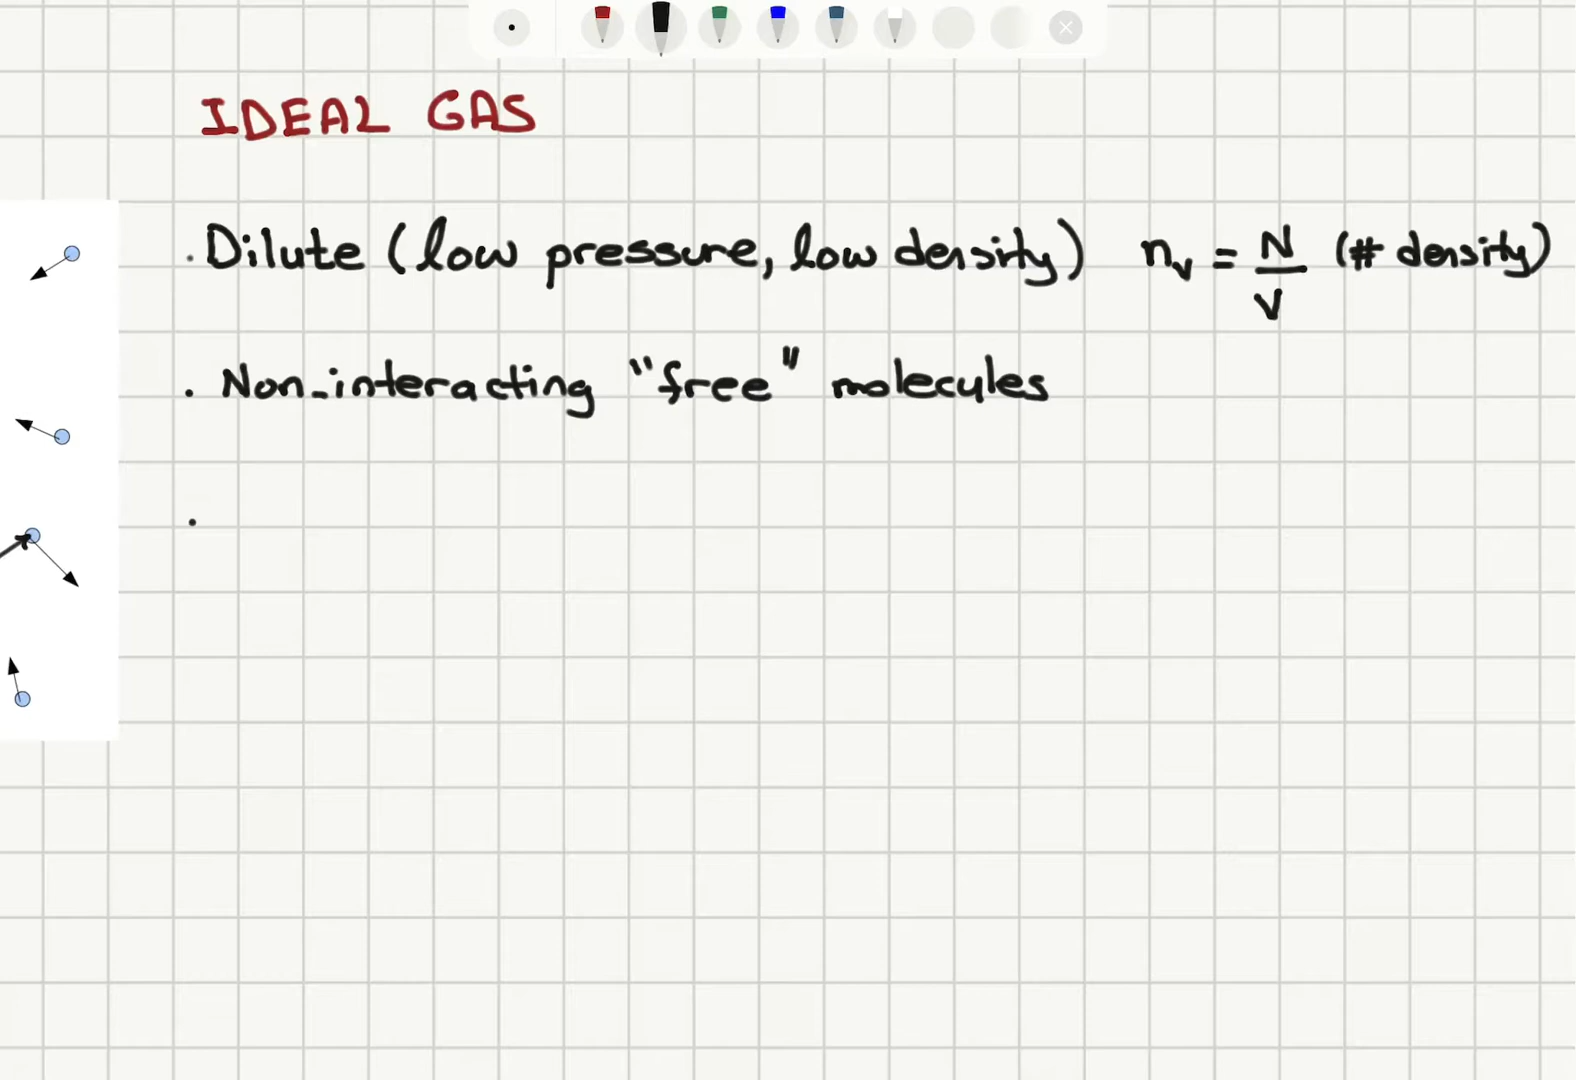 IDEAL GAS
· Dilute (low pressure, low density) n_v = N/V (# density)
· Non-interacting "free" molecules
·